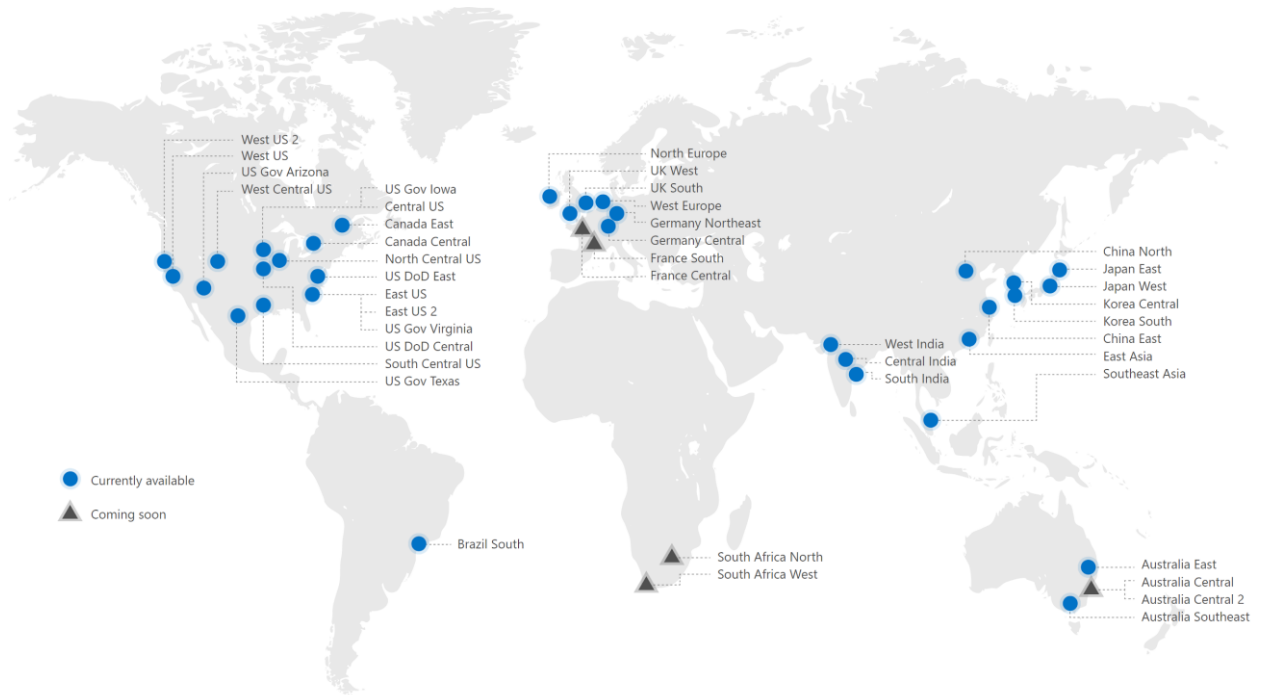 West US 2
West US
US Gov Arizona
West Central US
US Gov Iowa
Central US
Canada East
Canada Central
North Central US
US DoD East
East US
East US 2
US Gov Virginia
US DoD Central
South Central US
US Gov Texas
North Europe
UK West
UK South
West Europe
Germany Northeast
Germany Central
France South
France Central
China North
Japan East
Japan West
Korea Central
Korea South
China East
East Asia
Southeast Asia
West India
Central India
South India
Currently available
Coming soon
Brazil South
South Africa North
South Africa West
Australia East
Australia Central
Australia Central 2
Australia Southeast